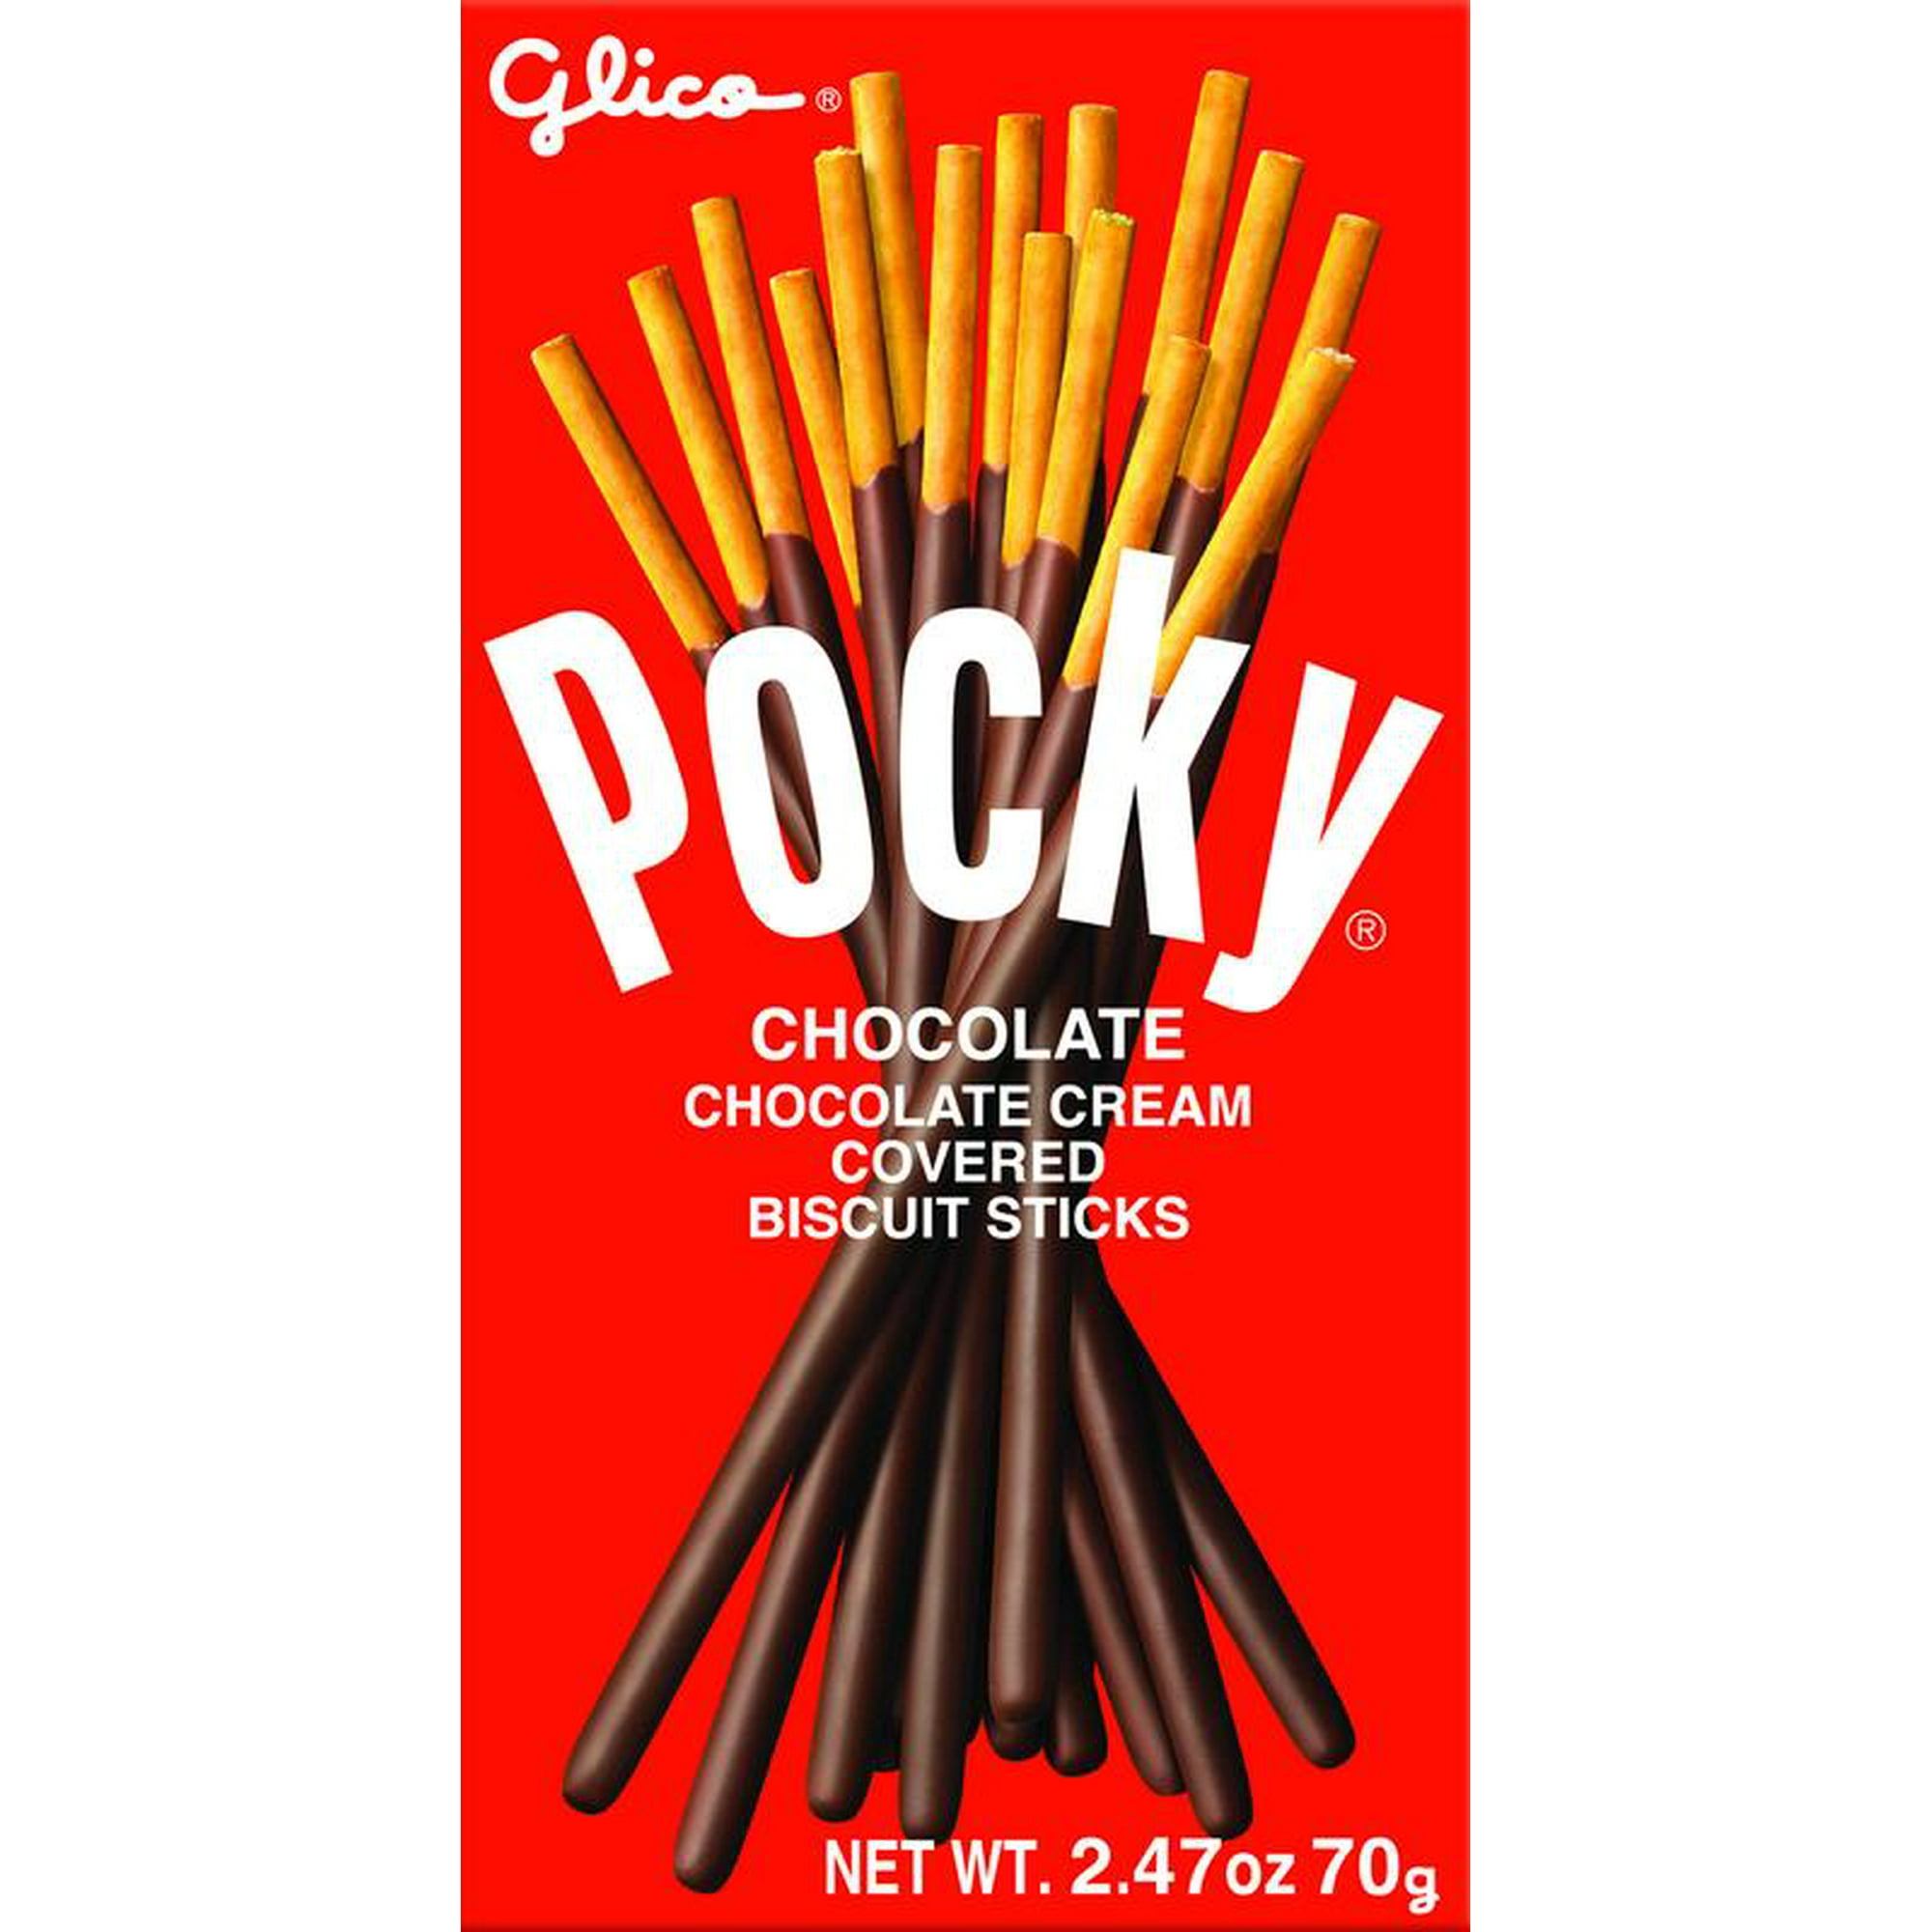 Glico®
Pocky®
CHOCOLATE
CHOCOLATE CREAM
COVERED
BISCUIT STICKS
NET WT. 2.47oz 70g